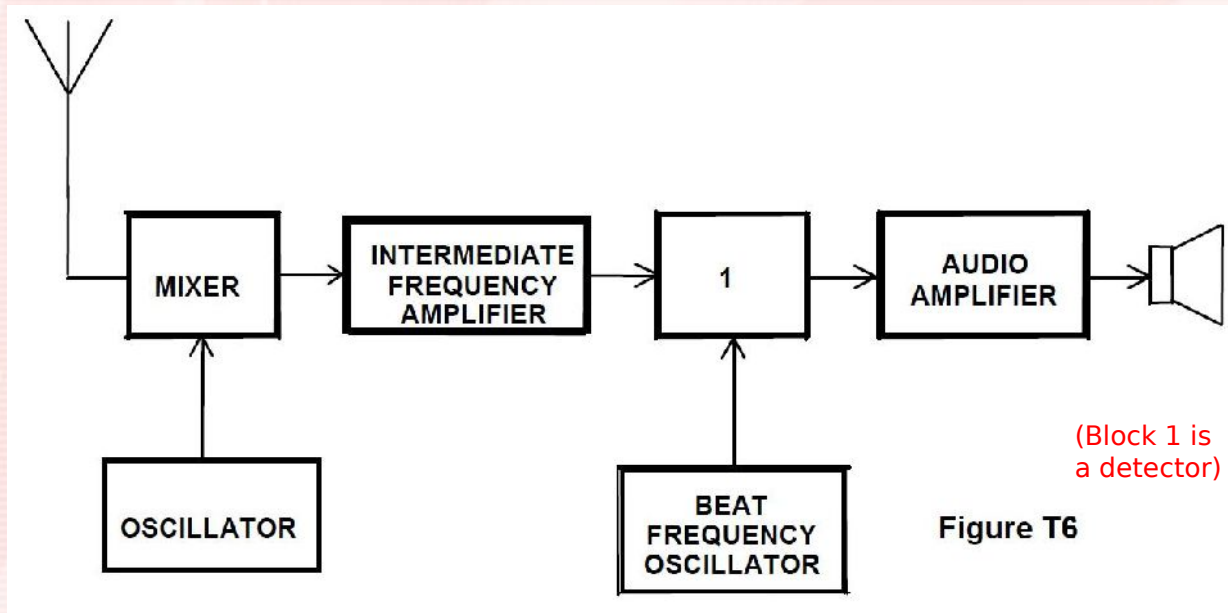 MIXER
INTERMEDIATE
FREQUENCY
AMPLIFIER
1
AUDIO
AMPLIFIER
OSCILLATOR
BEAT
FREQUENCY
OSCILLATOR
(Block 1 is
a detector)
Figure T6